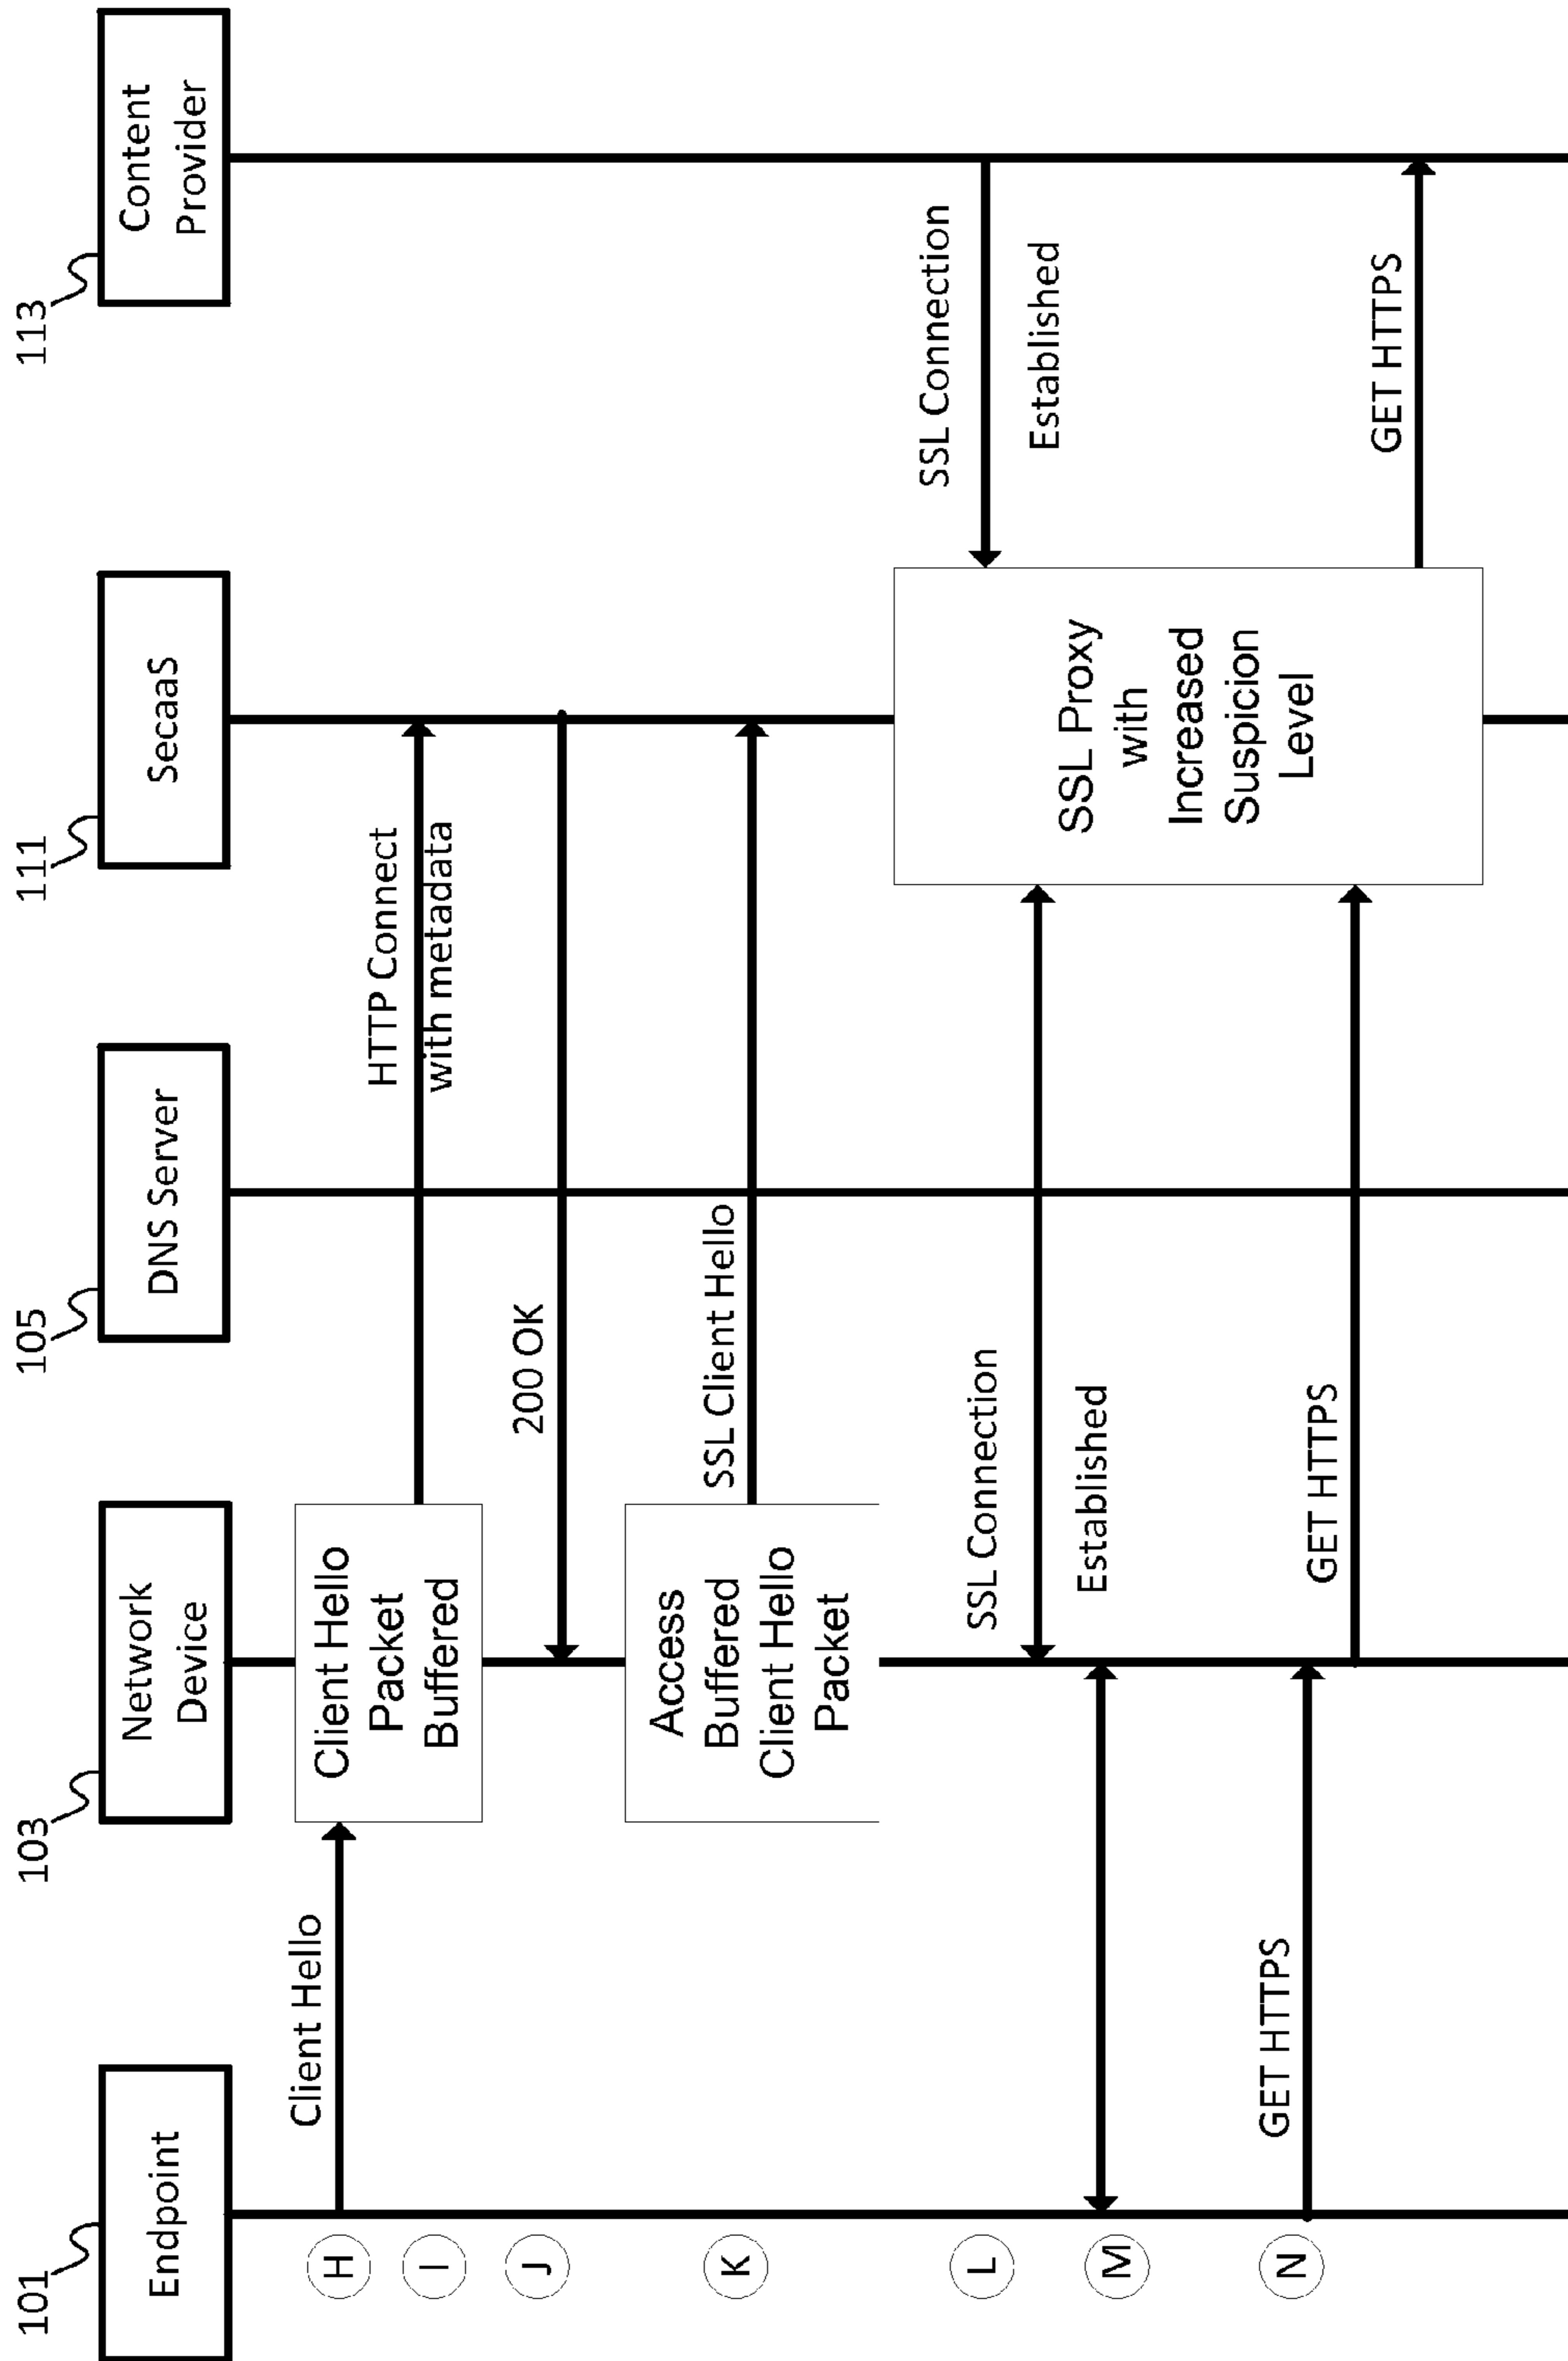 101
Endpoint
103
Network
Device
105
DNS Server
111
SecaaS
113
Content
Provider
H
Client Hello
Client Hello
Packet
Buffered
I
HTTP Connect
with metadata
J
200 OK
K
Access
Buffered
Client Hello
Packet
SSL Client Hello
L
SSL Connection
Established
SSL Proxy
with
Increased
Suspicion
Level
SSL Connection
Established
M
N
GET HTTPS
GET HTTPS
GET HTTPS